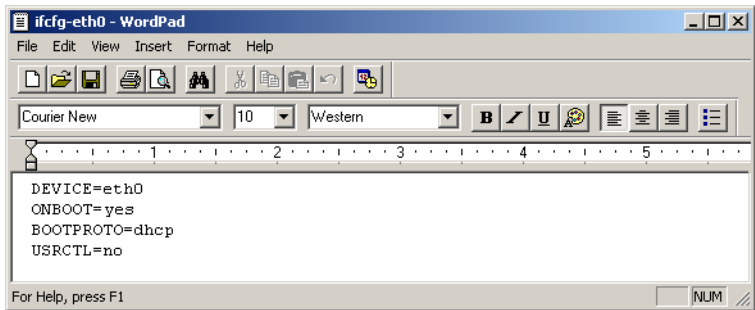 ifcfg-eth0 - WordPad
File Edit View Insert Format Help
Courier New 10 Western B I U
1 2 3 4 5
DEVICE=eth0
ONBOOT=yes
BOOTPROTO=dhcp
USRCTL=no
For Help, press F1 NUM